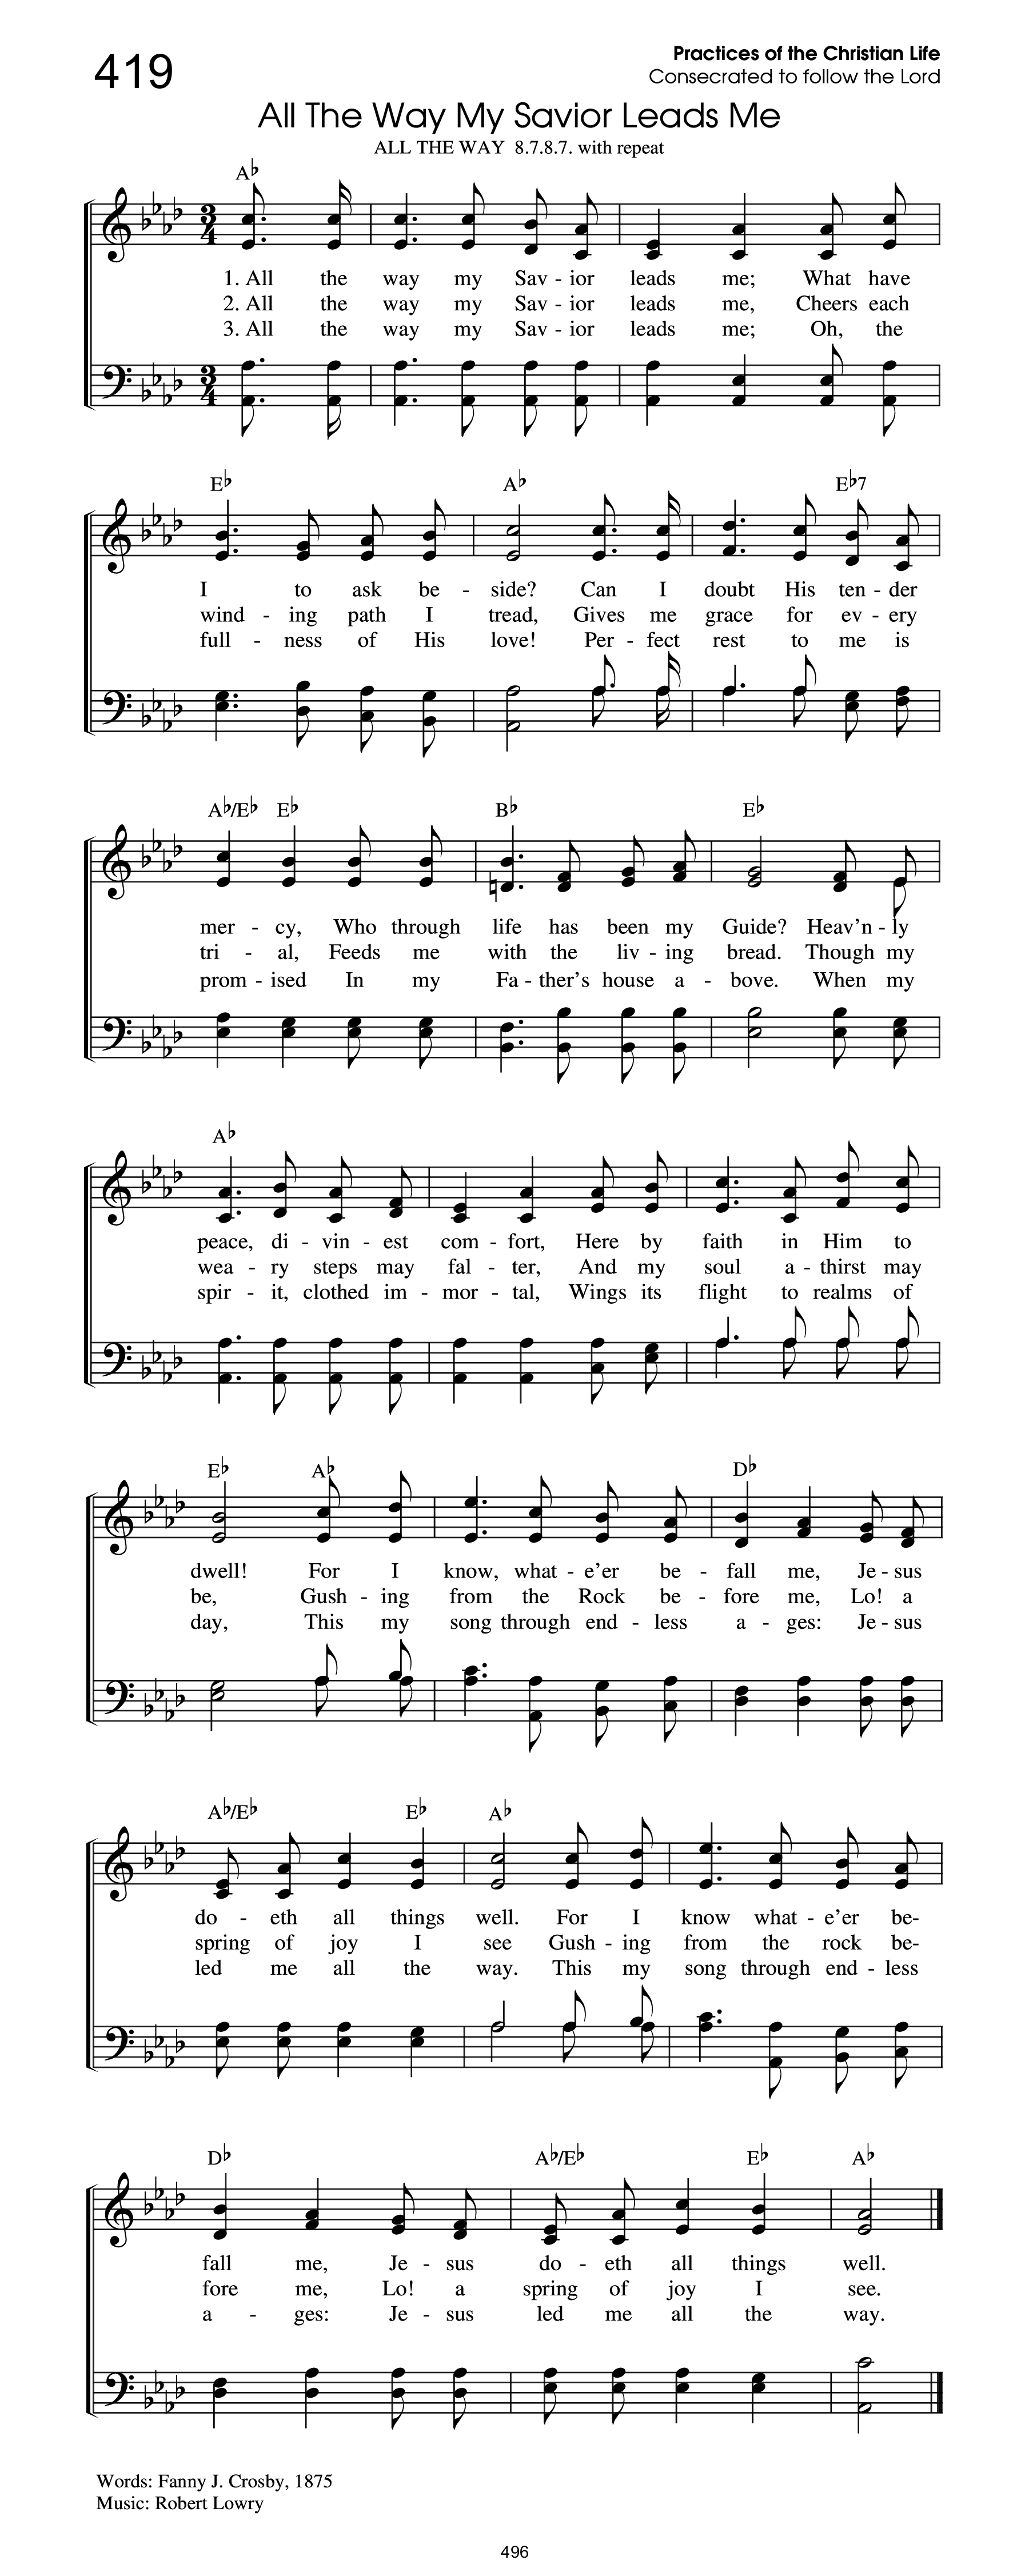 419
Practices of the Christian Life
Consecrated to follow the Lord
All The Way My Savior Leads Me
ALL THE WAY 8.7.8.7. with repeat
A♭
3/4
1. All the way my Sav - ior leads me; What have
2. All the way my Sav - ior leads me, Cheers each
3. All the way my Sav - ior leads me; Oh, the
3/4
E♭ A♭ E♭7
I to ask be - side? Can I doubt His ten - der
wind - ing path I tread, Gives me grace for ev - ery
full - ness of His love! Per - fect rest to me is
A♭/E♭ E♭ B♭ E♭
mer - cy, Who through life has been my Guide? Heav'n - ly
tri - al, Feeds me with the liv - ing bread. Though my
prom - ised In my Fa - ther's house a - bove. When my
A♭
peace, di - vin - est com - fort, Here by faith in Him to
wea - ry steps may fal - ter, And my soul a - thirst may
spir - it, clothed im - mor - tal, Wings its flight to realms of
E♭ A♭ D♭
dwell! For I know, what - e'er be - fall me, Je - sus
be, Gush - ing from the Rock be - fore me, Lo! a
day, This my song through end - less a - ges: Je - sus
A♭/E♭ E♭ A♭
do - eth all things well. For I know what - e'er be-
spring of joy I see Gush - ing from the rock be-
led me all the way. This my song through end - less
D♭ A♭/E♭ E♭ A♭
fall me, Je - sus do - eth all things well.
fore me, Lo! a spring of joy I see.
a - ges: Je - sus led me all the way.
Words: Fanny J. Crosby, 1875
Music: Robert Lowry
496